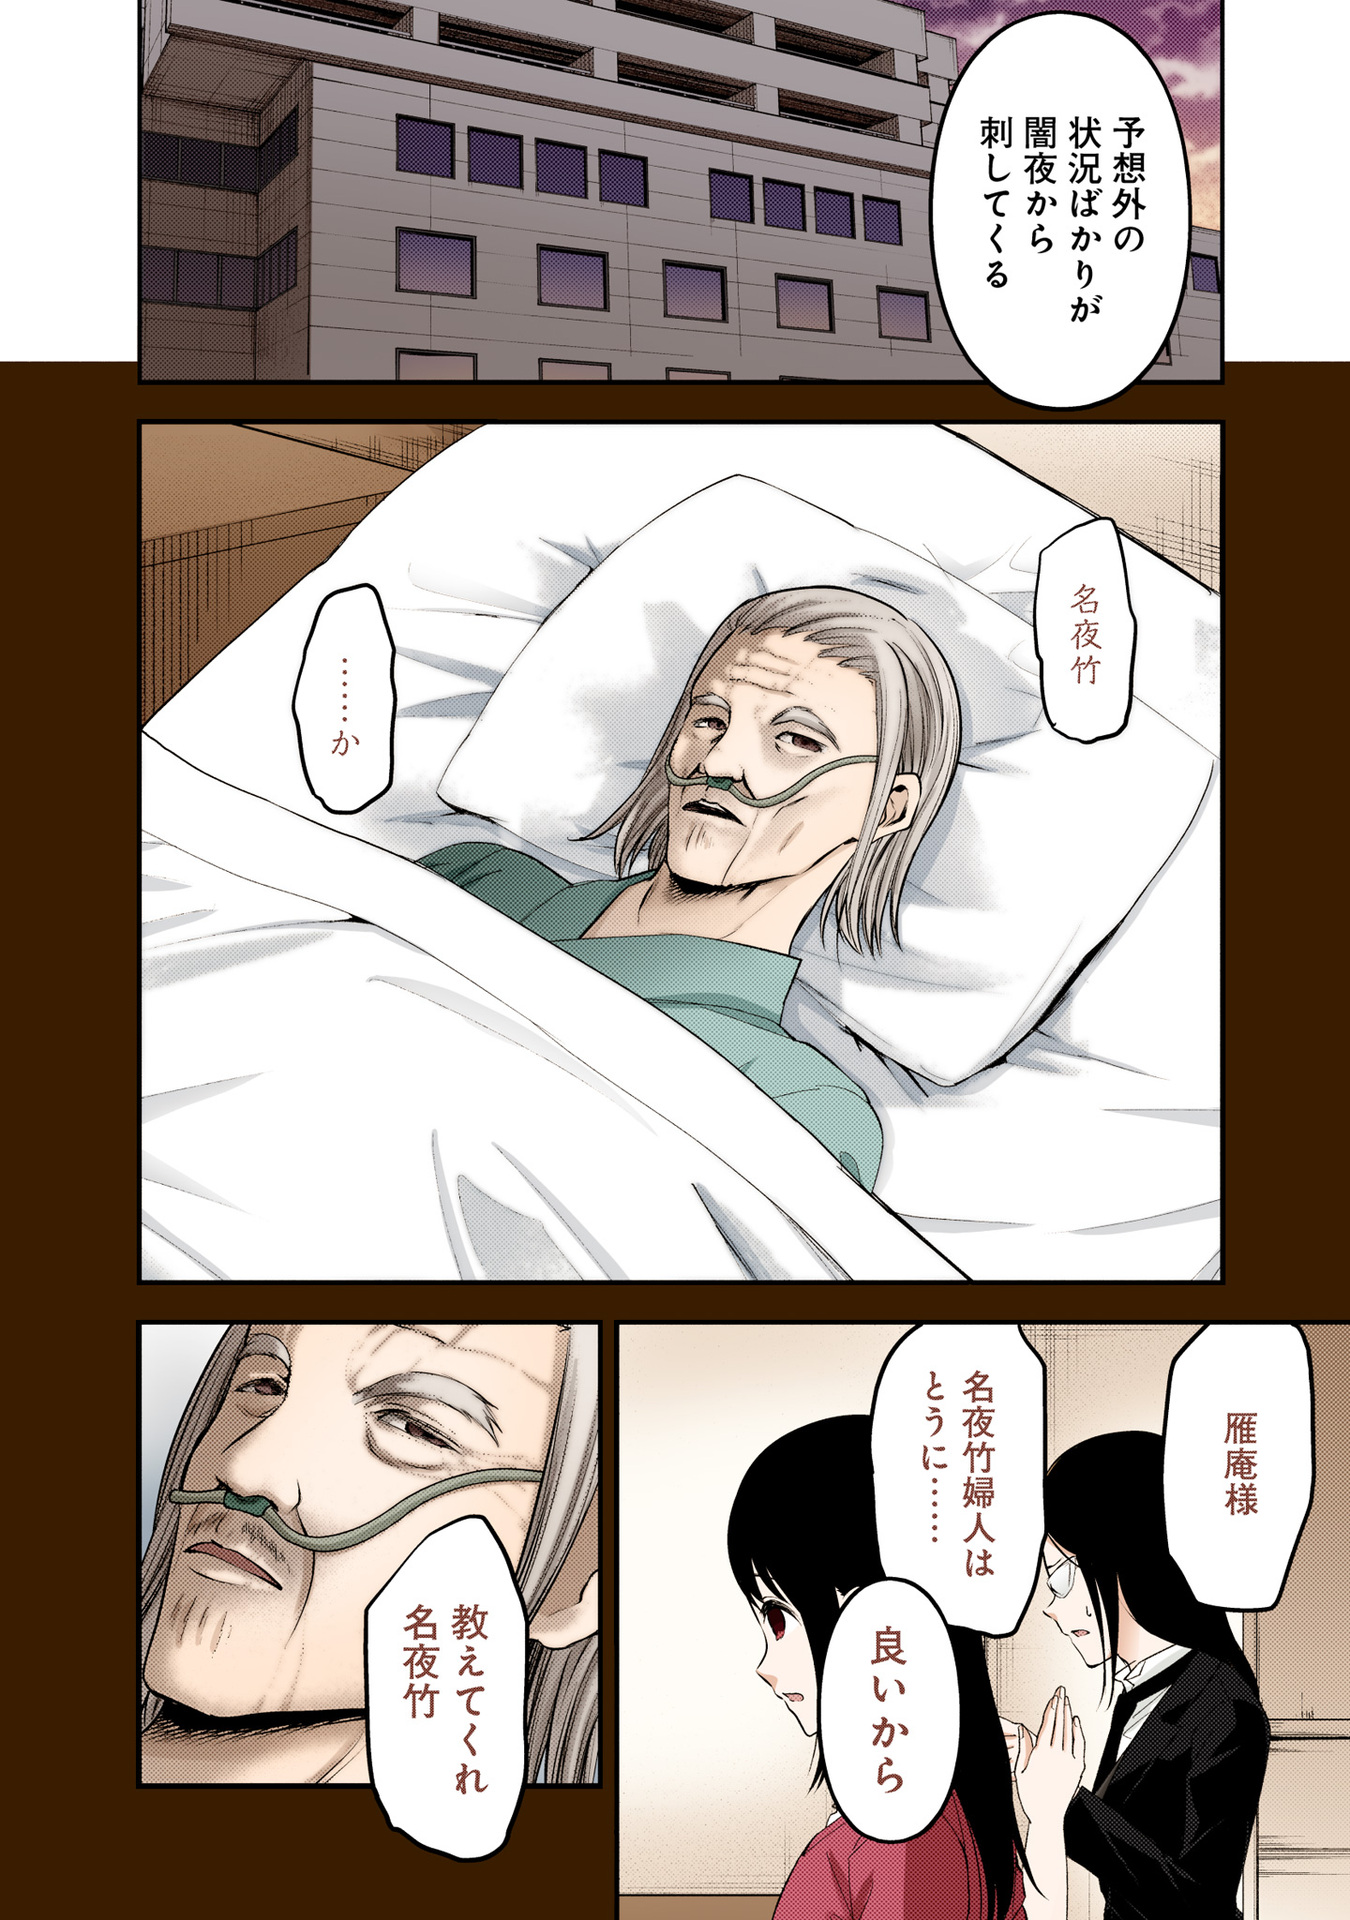 予想外の
状況ばかりが
闇夜から
刺してくる
名夜竹
……か
雁庵様
名夜竹婦人は
とうに……
良いから
教えてくれ
名夜竹